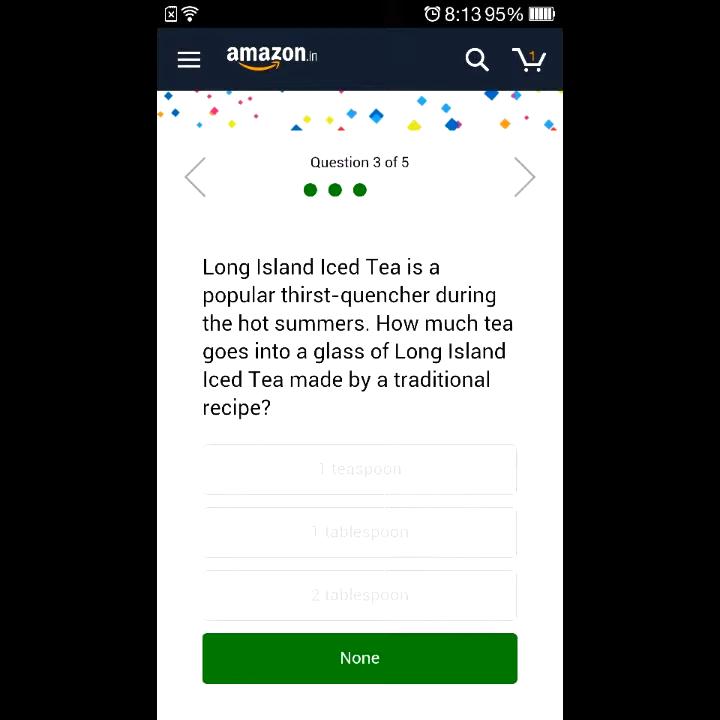 8:13 95%
amazon.in
1
Question 3 of 5
Long Island Iced Tea is a
popular thirst-quencher during
the hot summers. How much tea
goes into a glass of Long Island
Iced Tea made by a traditional
recipe?
1 teaspoon
1 tablespoon
2 tablespoon
None